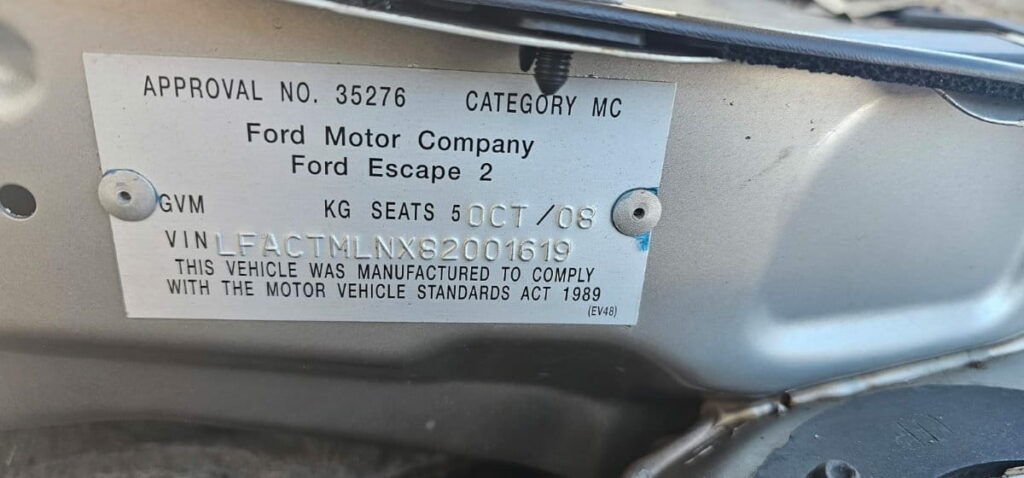 APPROVAL NO. 35276 CATEGORY MC
Ford Motor Company
Ford Escape 2
GVM KG SEATS 5 OCT/08
VIN LFACTMLNX82001619
THIS VEHICLE WAS MANUFACTURED TO COMPLY
WITH THE MOTOR VEHICLE STANDARDS ACT 1989
(EV48)